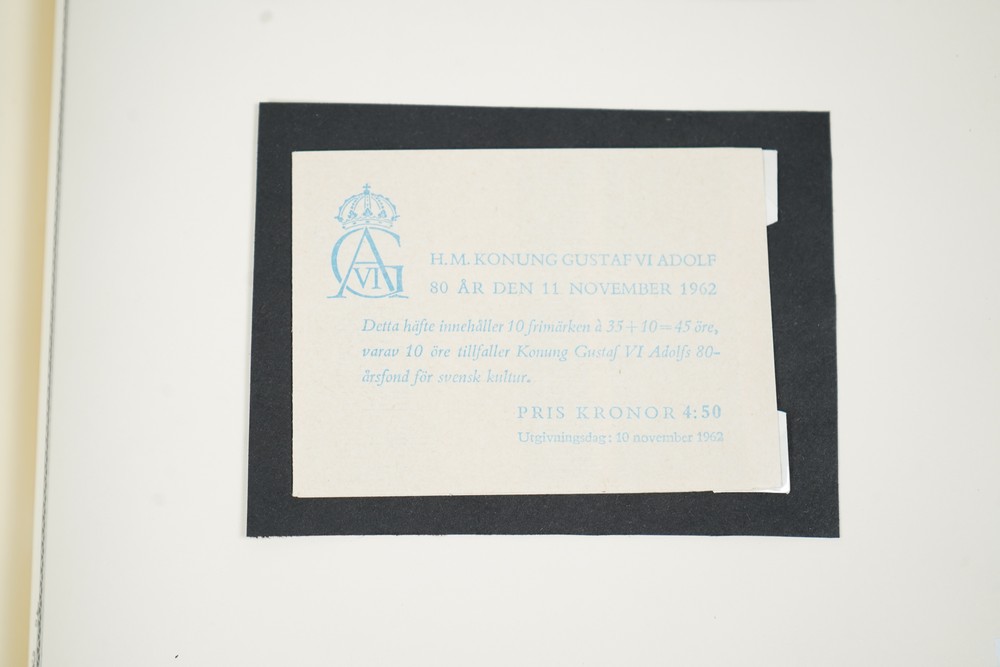 GA VI
H. M. KONUNG GUSTAF VI ADOLF
80 ÅR DEN 11 NOVEMBER 1962
Detta häfte innehåller 10 frimärken à 35+10=45 öre,
varav 10 öre tillfaller Konung Gustaf VI Adolfs 80-
årsfond för svensk kultur.
PRIS KRONOR 4:50
Utgivningsdag: 10 november 1962